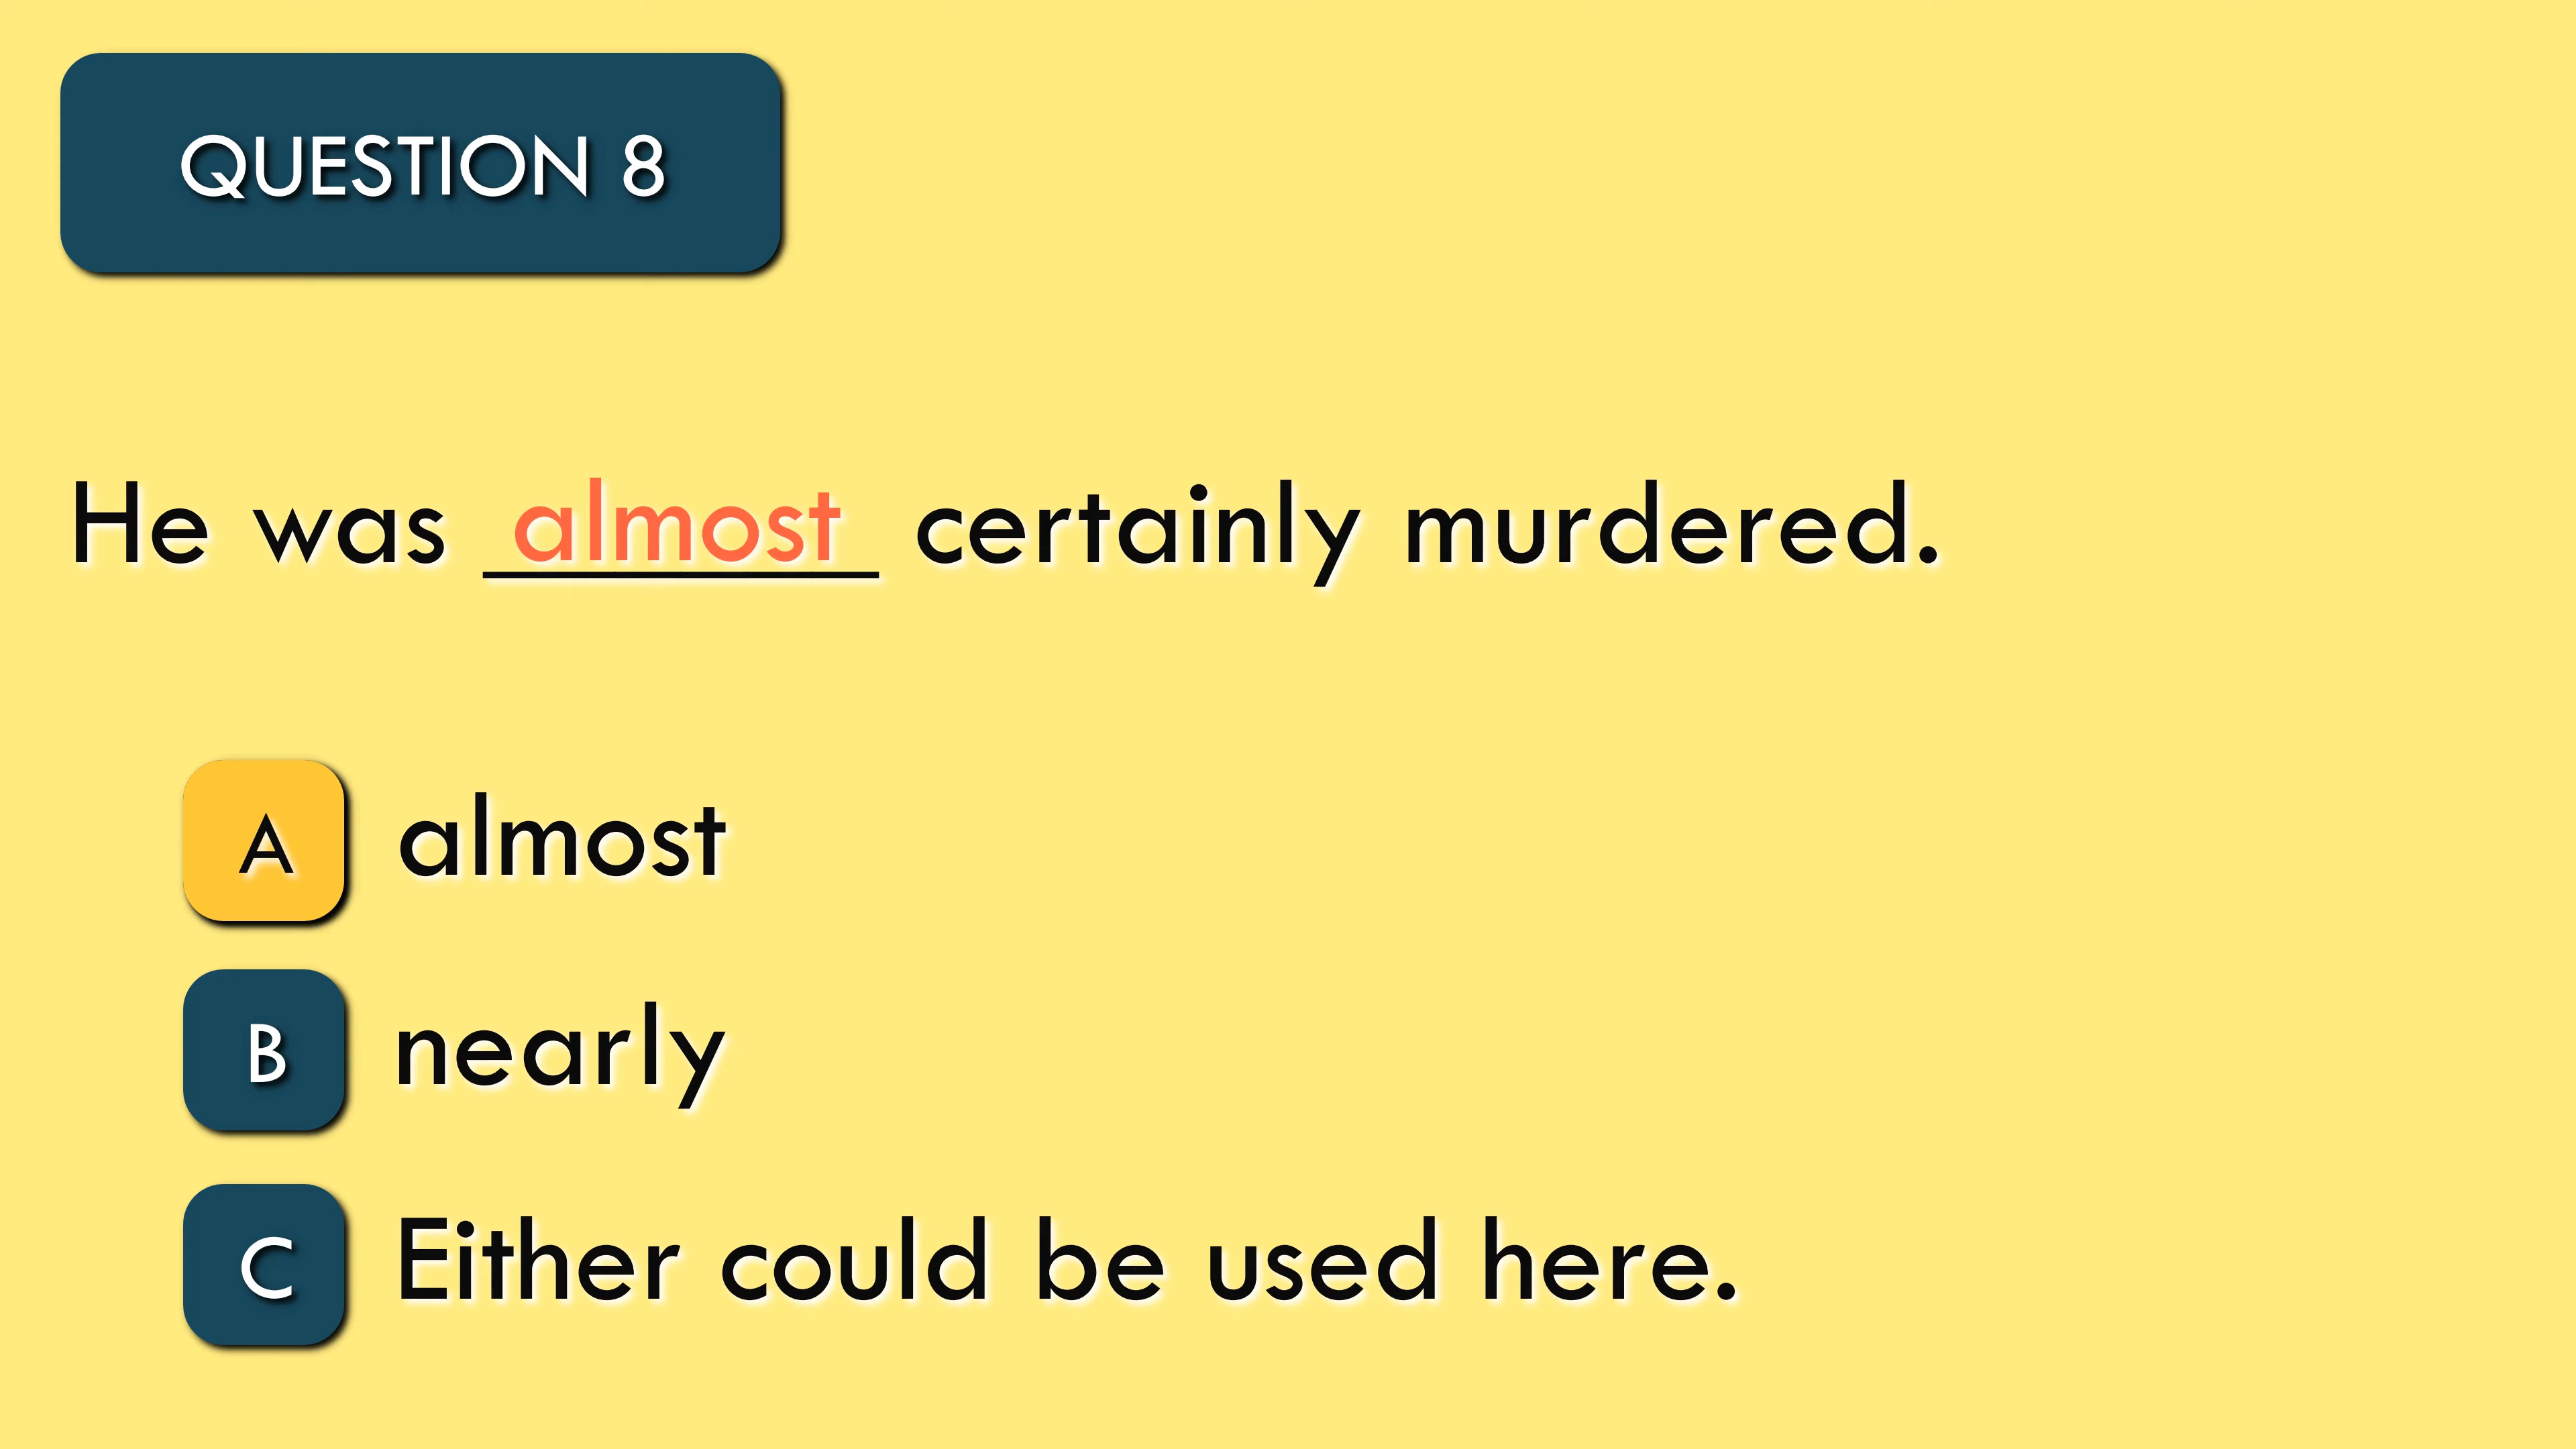 QUESTION 8
He was almost certainly murdered.
A almost
B nearly
C Either could be used here.